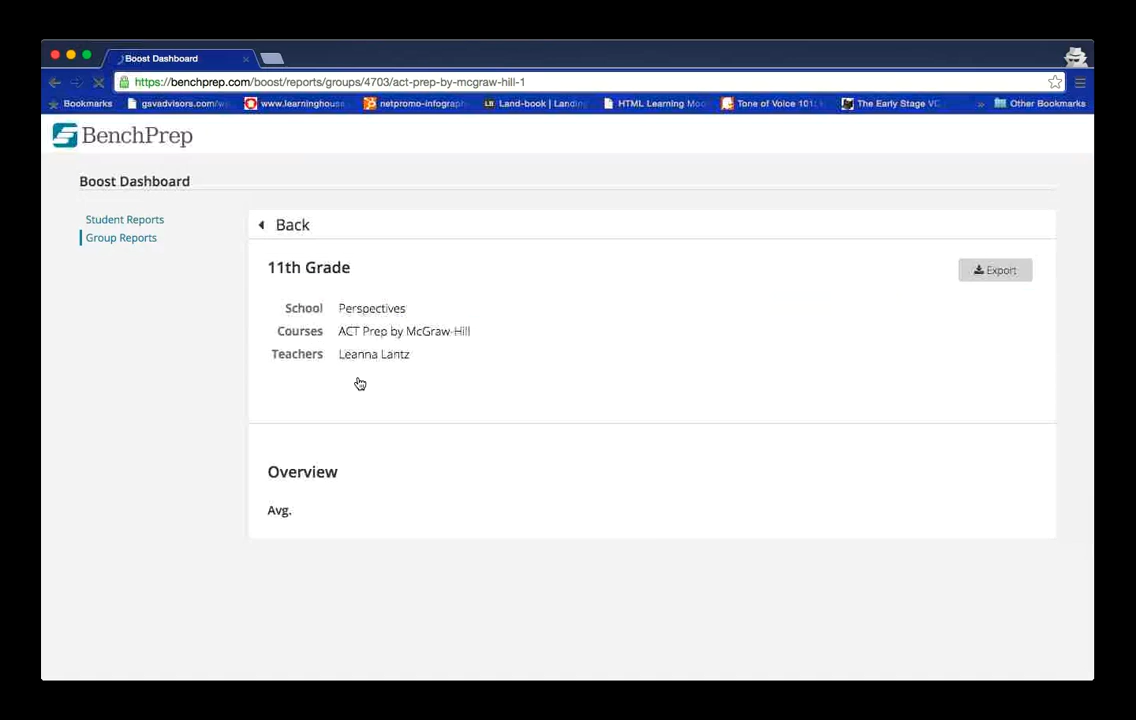 Boost Dashboard
https://benchprep.com/boost/reports/groups/4703/act-prep-by-mcgraw-hill-1
Bookmarks gsvadvisors.com/w www.learninghouse netpromo-infograph Land-book | Landin HTML Learning Mo Tone of Voice 101: The Early Stage VC » Other Bookmarks
BenchPrep
Boost Dashboard
Student Reports
Group Reports
Back
11th Grade
Export
School Perspectives
Courses ACT Prep by McGraw-Hill
Teachers Leanna Lantz
Overview
Avg.